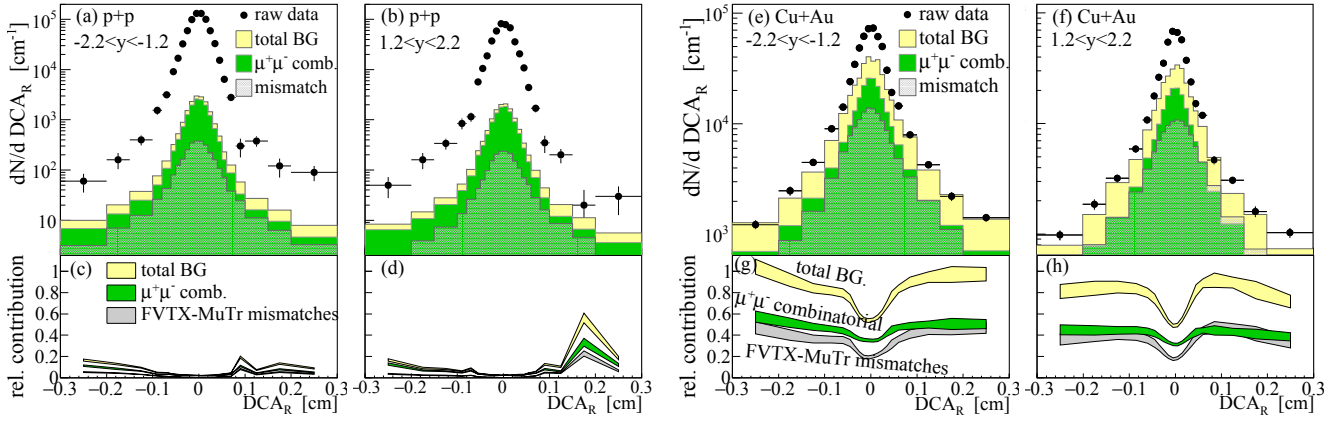 (a) p+p
-2.2<y<-1.2
raw data
total BG
μ⁺μ⁻ comb.
mismatch
dN/d DCA_R [cm⁻¹]
10⁵
10⁴
10³
10²
10
(b) p+p
1.2<y<2.2
(c)
total BG
μ⁺μ⁻ comb.
FVTX-MuTr mismatches
rel. contribution
1
0.8
0.6
0.4
0.2
0
−0.3 −0.2 −0.1 0 0.1 0.2 0.3
DCA_R [cm]
(d)
−0.2 −0.1 0 0.1 0.2 0.3
DCA_R [cm]
(e) Cu+Au
-2.2<y<-1.2
raw data
total BG
μ⁺μ⁻ comb.
mismatch
dN/d DCA_R [cm⁻¹]
10⁵
10⁴
10³
(f) Cu+Au
1.2<y<2.2
(g)
total BG.
μ⁺μ⁻ combinatorial
FVTX-MuTr mismatches
rel. contribution
1
0.8
0.6
0.4
0.2
0
−0.3 −0.2 −0.1 0 0.1 0.2 0.3
DCA_R [cm]
(h)
−0.2 −0.1 0 0.1 0.2 0.3
DCA_R [cm]